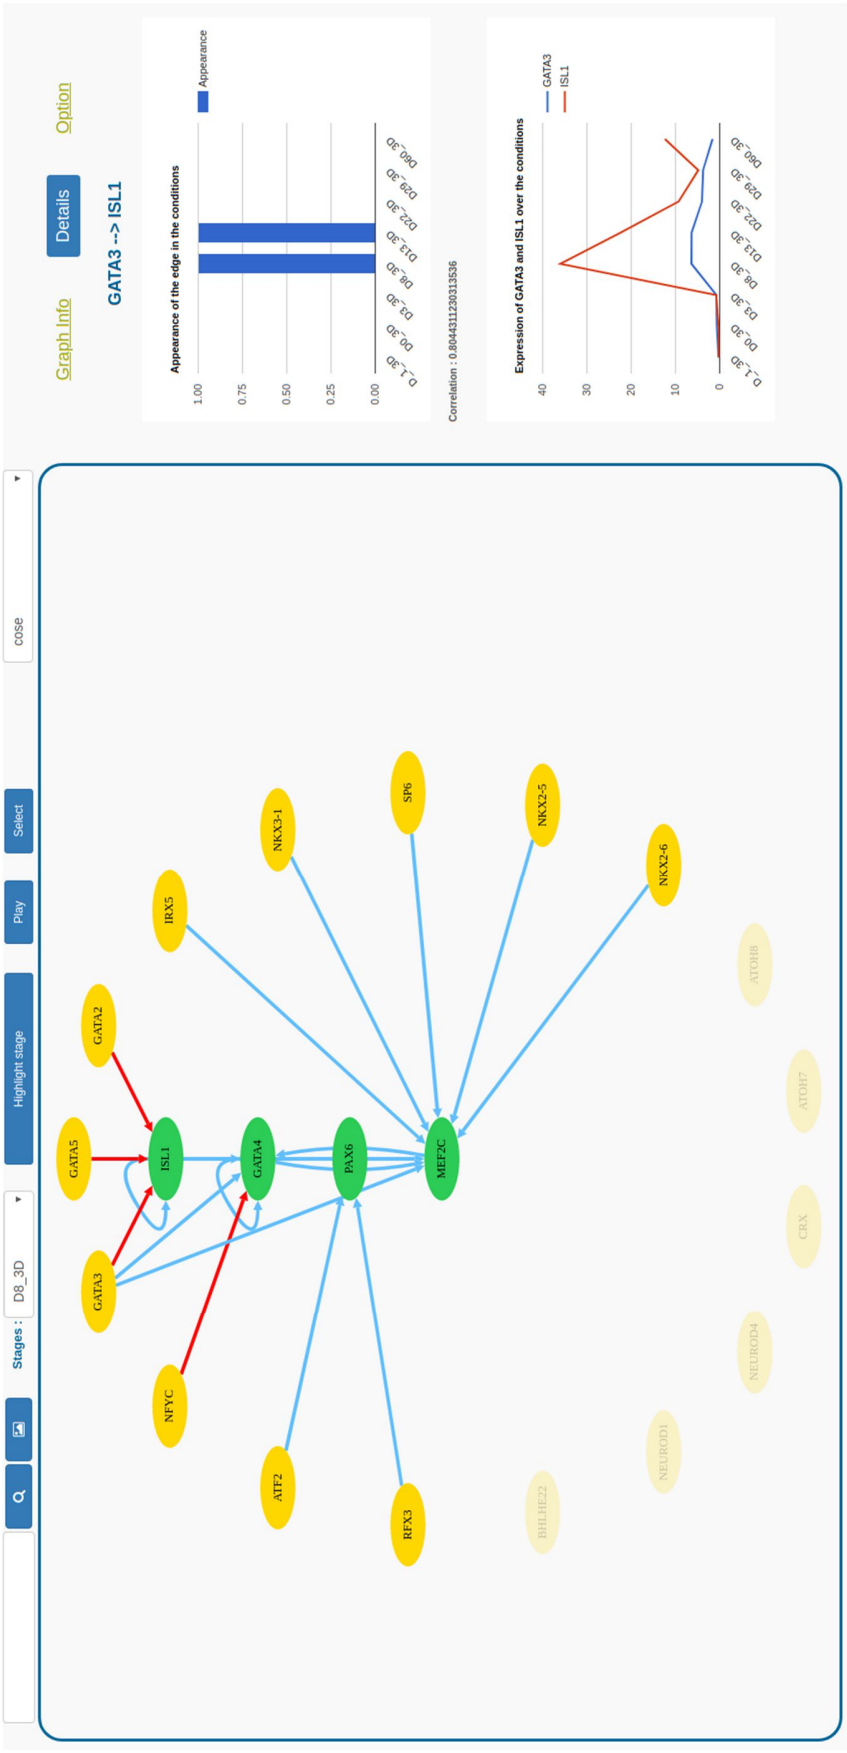 Stages :
D8_3D
Highlight stage
Play
Select
cose
Graph Info
Details
Option
GATA3 --> ISL1
Appearance of the edge in the conditions
Appearance
1.00
0.75
0.50
0.25
0.00
D_1_3D
D0_3D
D3_3D
D8_3D
D13_3D
D22_3D
D29_3D
D60_3D
Correlation : 0.8044311230313536
Expression of GATA3 and ISL1 over the conditions
GATA3
ISL1
40
30
20
10
0
D_1_3D
D0_3D
D3_3D
D8_3D
D13_3D
D22_3D
D29_3D
D60_3D
GATA5
GATA3
GATA2
NFYC
ISL1
IRX5
ATF2
GATA4
NKX3-1
RFX3
PAX6
SP6
MEF2C
BHLHE22
NKX2-5
NEUROD1
NKX2-6
NEUROD4
ATOH8
CRX
ATOH7